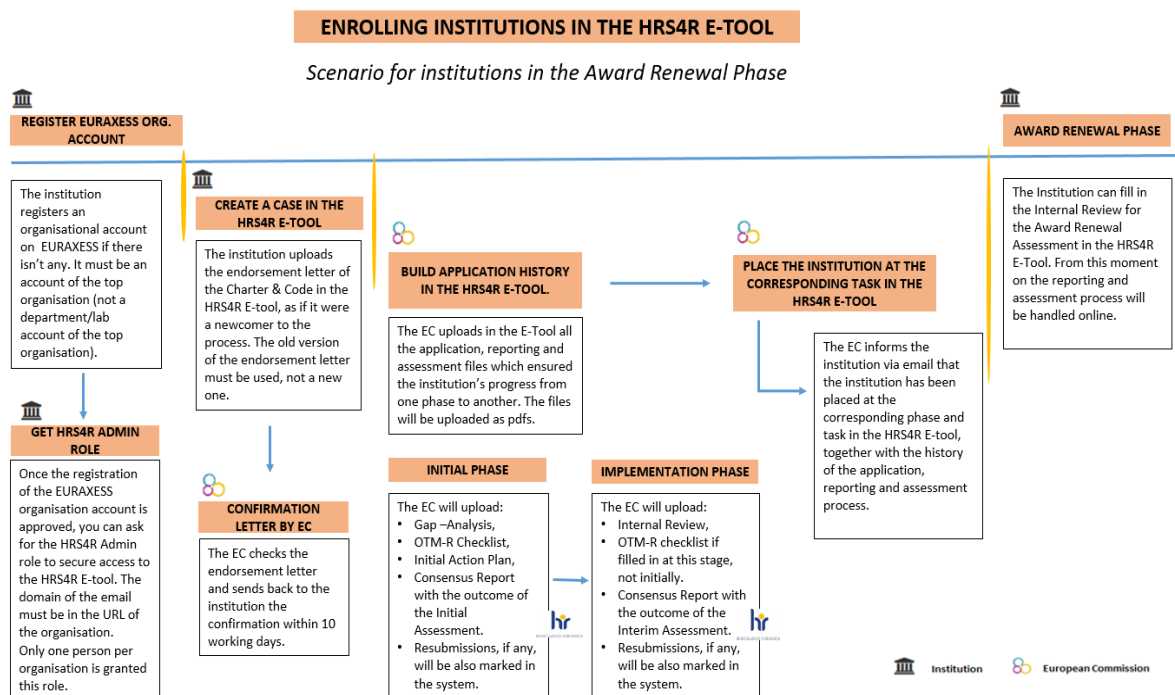 ENROLLING INSTITUTIONS IN THE HRS4R E-TOOL
Scenario for institutions in the Award Renewal Phase
REGISTER EURAXESS ORG.
ACCOUNT
The institution
registers an
organisational account
on EURAXESS if there
isn't any. It must be an
account of the top
organisation (not a
department/lab
account of the top
organisation).
GET HRS4R ADMIN
ROLE
Once the registration
of the EURAXESS
organisation account is
approved, you can ask
for the HRS4R Admin
role to secure access to
the HRS4R E-tool. The
domain of the email
must be in the URL of
the organisation.
Only one person per
organisation is granted
this role.
CREATE A CASE IN THE
HRS4R E-TOOL
The institution uploads
the endorsement letter of
the Charter & Code in the
HRS4R E-tool, as if it were
a newcomer to the
process. The old version
of the endorsement letter
must be used, not a new
one.
CONFIRMATION
LETTER BY EC
The EC checks the
endorsement letter
and sends back to the
institution the
confirmation within 10
working days.
BUILD APPLICATION HISTORY
IN THE HRS4R E-TOOL.
The EC uploads in the E-Tool all
the application, reporting and
assessment files which ensured
the institution's progress from
one phase to another. The files
will be uploaded as pdfs.
INITIAL PHASE
The EC will upload:
• Gap –Analysis,
• OTM-R Checklist,
• Initial Action Plan,
• Consensus Report
with the outcome of
the Initial
Assessment.
• Resubmissions, if any,
will be also marked in
the system.
hr
IMPLEMENTATION PHASE
The EC will upload:
• Internal Review,
• OTM-R checklist if
filled in at this stage,
not initially.
• Consensus Report with
the outcome of the
Interim Assessment.
• Resubmissions, if any,
will be also marked in
the system.
hr
PLACE THE INSTITUTION AT THE
CORRESPONDING TASK IN THE
HRS4R E-TOOL
The EC informs the
institution via email that
the institution has been
placed at the
corresponding phase and
task in the HRS4R E-tool,
together with the history
of the application,
reporting and assessment
process.
AWARD RENEWAL PHASE
The Institution can fill in
the Internal Review for
the Award Renewal
Assessment in the HRS4R
E-Tool. From this moment
on the reporting and
assessment process will
be handled online.
Institution
European Commission